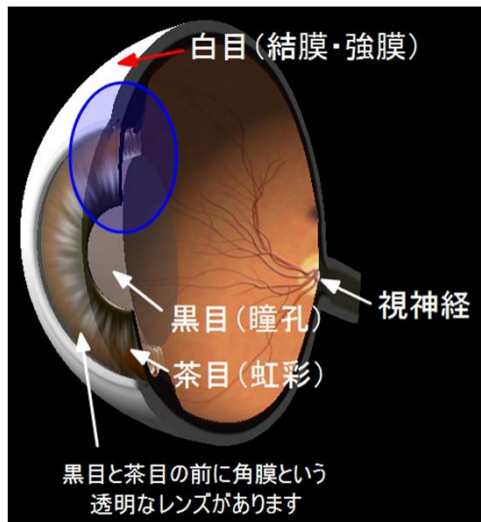 白目(結膜・強膜)
視神経
黒目(瞳孔)
茶目(虹彩)
黒目と茶目の前に角膜という
透明なレンズがあります